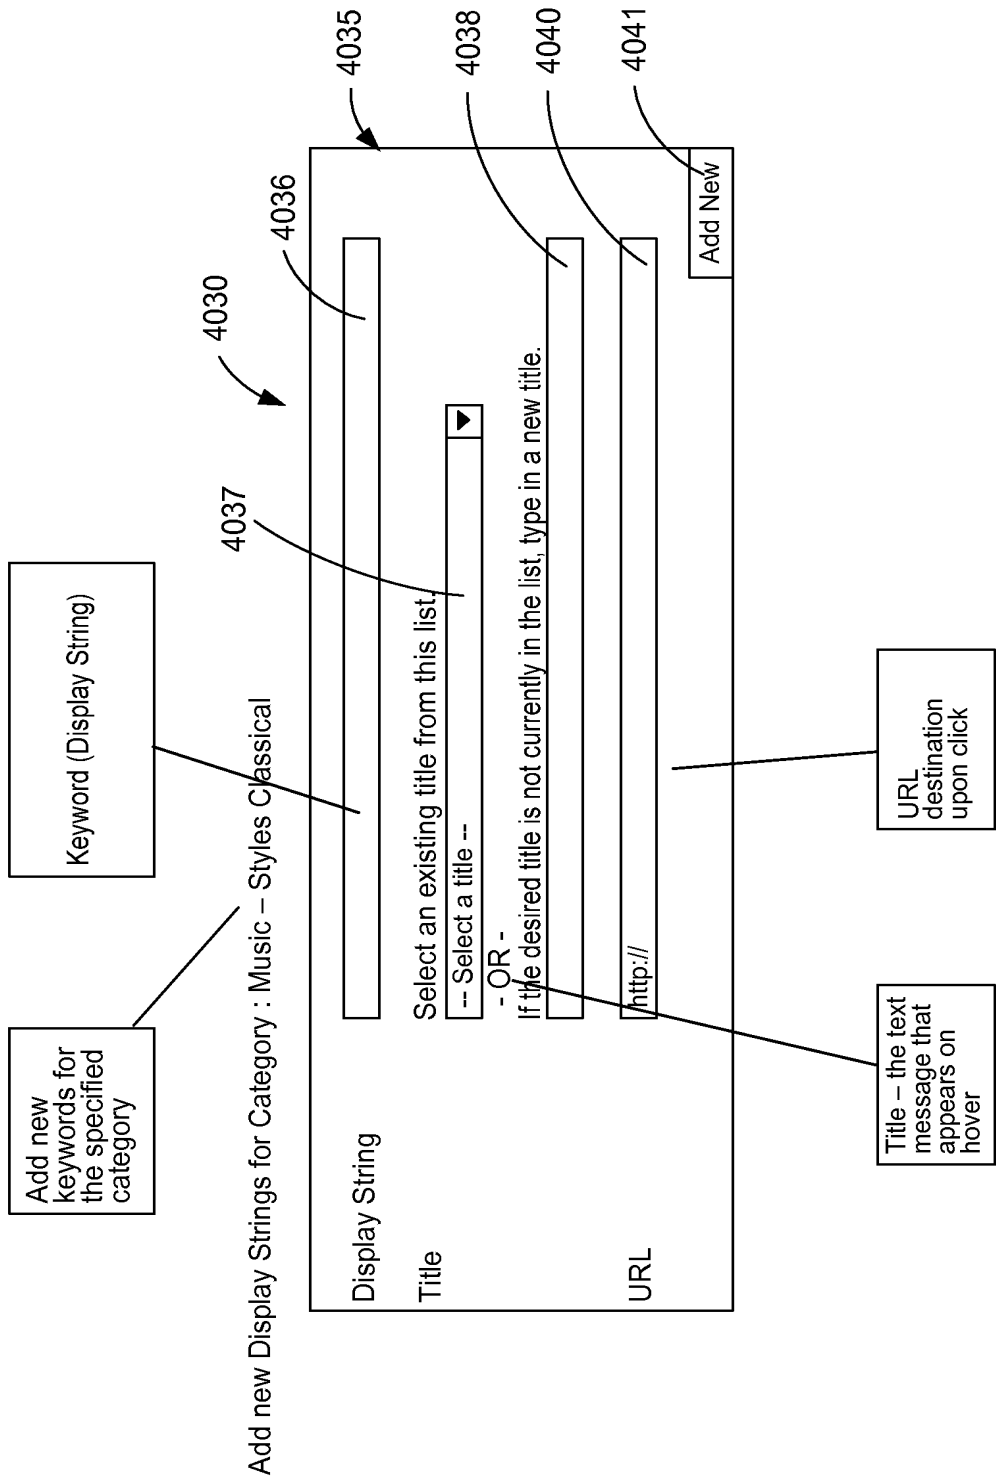 Add new
keywords for
the specified
category
Keyword (Display String)
Add new Display Strings for Category : Music – Styles Classical
4030
4035
4036
4037
4038
4040
4041
Display String
Title
Select an existing title from this list.
-- Select a title --
- OR -
If the desired title is not currently in the list, type in a new title.
URL
http://
Add New
Title – the text
message that
appears on
hover
URL
destination
upon click